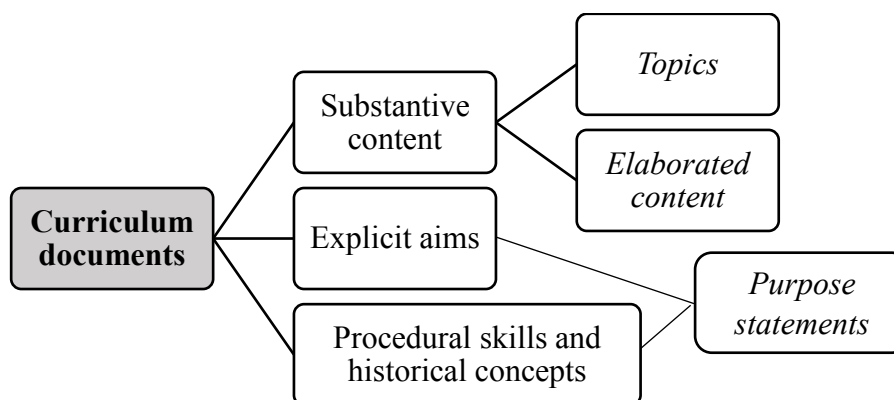 Curriculum
documents
Substantive
content
Explicit aims
Procedural skills and
historical concepts
Topics
Elaborated
content
Purpose
statements